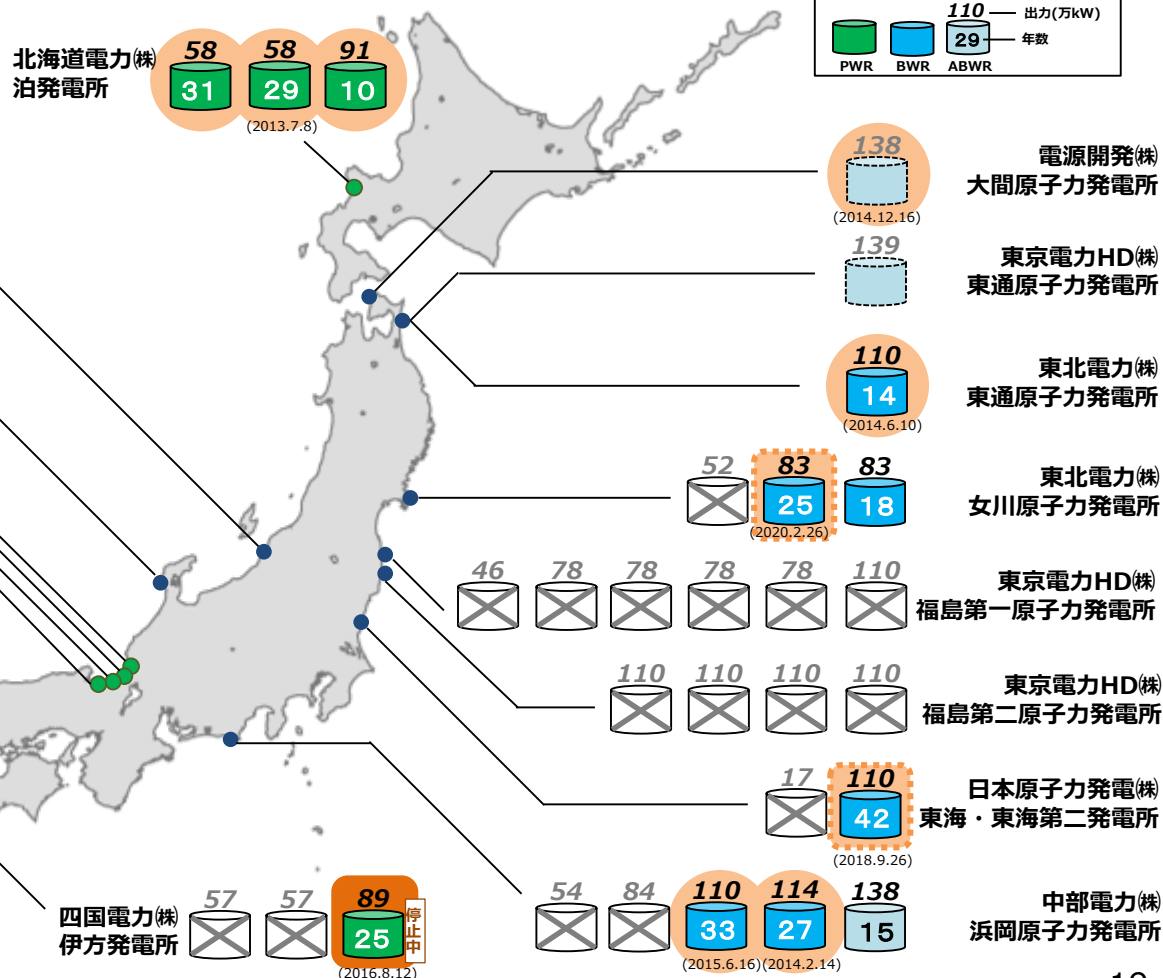 110
出力(万kW)
29
年数
PWR
BWR
ABWR
北海道電力㈱
泊発電所
58
58
91
31
29
10
(2013.7.8)
138
(2014.12.16)
電源開発㈱
大間原子力発電所
139
東京電力HD㈱
東通原子力発電所
110
14
(2014.6.10)
東北電力㈱
東通原子力発電所
52
83
83
25
18
(2020.2.26)
東北電力㈱
女川原子力発電所
46
78
78
78
78
110
東京電力HD㈱
福島第一原子力発電所
110
110
110
110
東京電力HD㈱
福島第二原子力発電所
17
110
42
(2018.9.26)
日本原子力発電㈱
東海・東海第二発電所
四国電力㈱
伊方発電所
57
57
89
25
停止中
(2016.8.12)
54
84
110
114
138
33
27
15
(2015.6.16)
(2014.2.14)
中部電力㈱
浜岡原子力発電所